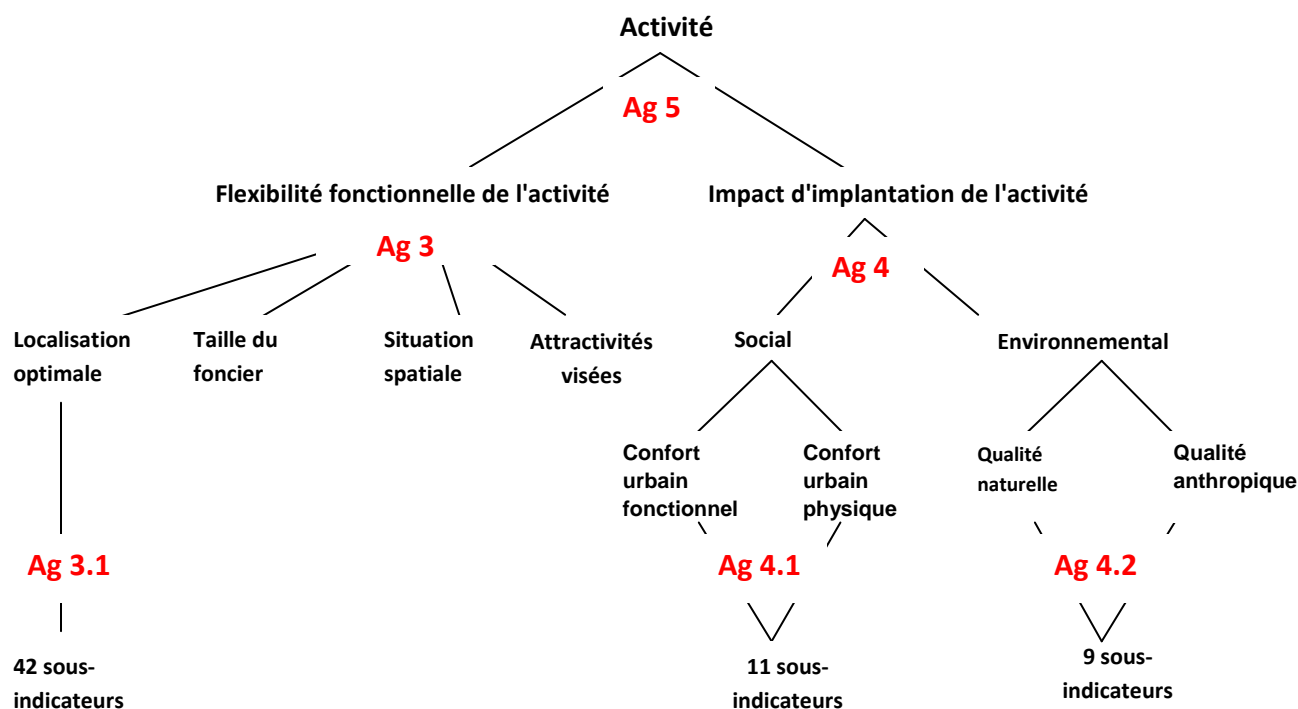 Activité
Ag 5
Flexibilité fonctionnelle de l'activité
Impact d'implantation de l'activité
Ag 3
Ag 4
Localisation
optimale
Taille du
foncier
Situation
spatiale
Attractivités
visées
Social
Environnemental
Confort
urbain
fonctionnel
Confort
urbain
physique
Qualité
naturelle
Qualité
anthropique
Ag 3.1
Ag 4.1
Ag 4.2
42 sous-
indicateurs
11 sous-
indicateurs
9 sous-
indicateurs